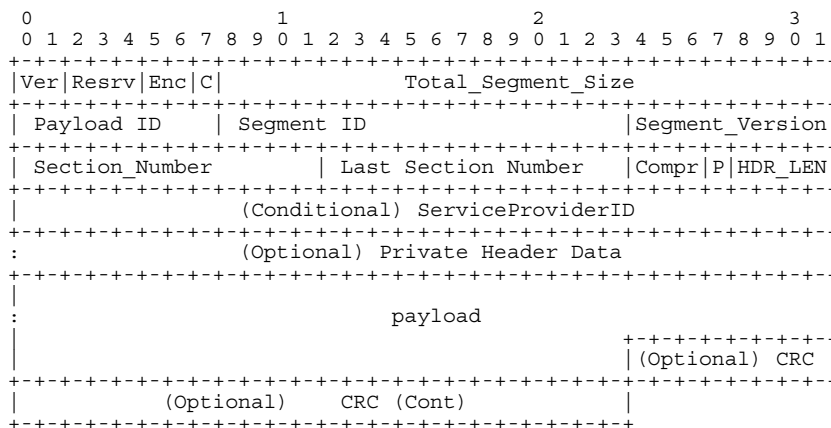 0                   1                   2                   3
 0 1 2 3 4 5 6 7 8 9 0 1 2 3 4 5 6 7 8 9 0 1 2 3 4 5 6 7 8 9 0 1
+-+-+-+-+-+-+-+-+-+-+-+-+-+-+-+-+-+-+-+-+-+-+-+-+-+-+-+-+-+-+-+-
|Ver|Resrv|Enc|C|              Total_Segment_Size
+-+-+-+-+-+-+-+-+-+-+-+-+-+-+-+-+-+-+-+-+-+-+-+-+-+-+-+-+-+-+-+-
| Payload ID    | Segment ID                    |Segment_Version
+-+-+-+-+-+-+-+-+-+-+-+-+-+-+-+-+-+-+-+-+-+-+-+-+-+-+-+-+-+-+-+-
| Section_Number        | Last Section Number   |Compr|P|HDR_LEN
+-+-+-+-+-+-+-+-+-+-+-+-+-+-+-+-+-+-+-+-+-+-+-+-+-+-+-+-+-+-+-+-
|                 (Conditional) ServiceProviderID
+-+-+-+-+-+-+-+-+-+-+-+-+-+-+-+-+-+-+-+-+-+-+-+-+-+-+-+-+-+-+-+-
:                 (Optional) Private Header Data
+-+-+-+-+-+-+-+-+-+-+-+-+-+-+-+-+-+-+-+-+-+-+-+-+-+-+-+-+-+-+-+-
|
:                             payload
|                                               +-+-+-+-+-+-+-+-
|                                               |(Optional) CRC
+-+-+-+-+-+-+-+-+-+-+-+-+-+-+-+-+-+-+-+-+-+-+-+-+-+-+-+-+-+-+-+-
|           (Optional)    CRC (Cont)            |
+-+-+-+-+-+-+-+-+-+-+-+-+-+-+-+-+-+-+-+-+-+-+-+-+